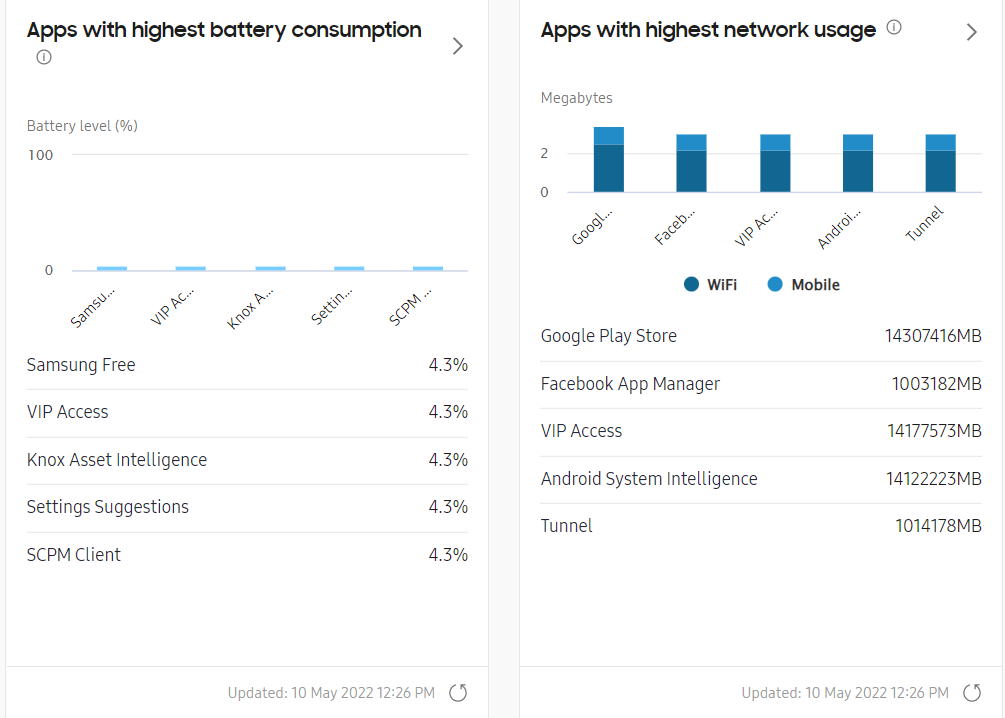 Apps with highest battery consumption
Battery level (%)
100
0
Samsu... VIP Ac... Knox A... Settin... SCPM ...
Samsung Free 4.3%
VIP Access 4.3%
Knox Asset Intelligence 4.3%
Settings Suggestions 4.3%
SCPM Client 4.3%
Updated: 10 May 2022 12:26 PM
Apps with highest network usage
Megabytes
2
0
Googl... Faceb... VIP Ac... Androi... Tunnel
WiFi Mobile
Google Play Store 14307416MB
Facebook App Manager 1003182MB
VIP Access 14177573MB
Android System Intelligence 14122223MB
Tunnel 1014178MB
Updated: 10 May 2022 12:26 PM